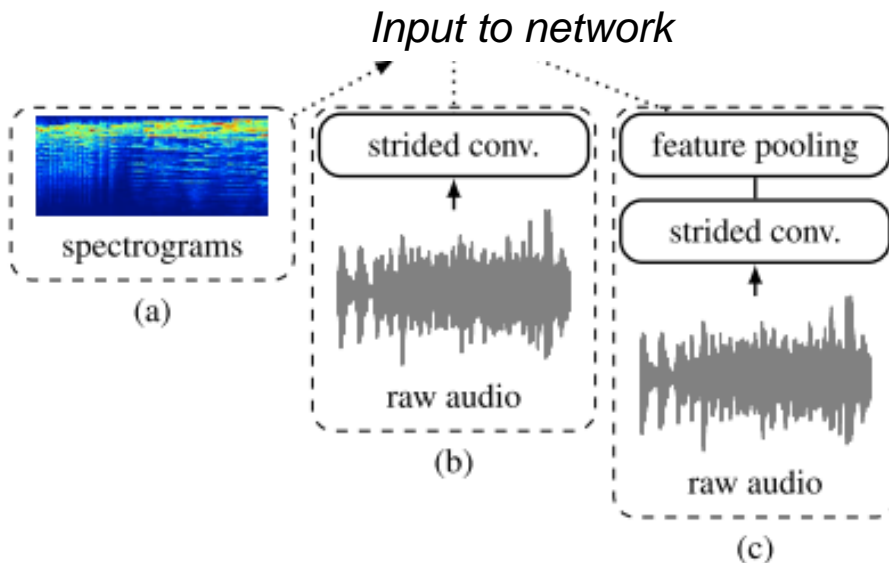 Input to network
spectrograms
(a)
strided conv.
raw audio
(b)
feature pooling
strided conv.
raw audio
(c)